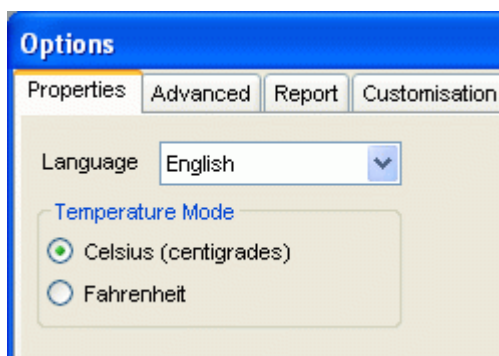 Options
Properties Advanced Report Customisation
Language English
Temperature Mode
Celsius (centigrades)
Fahrenheit